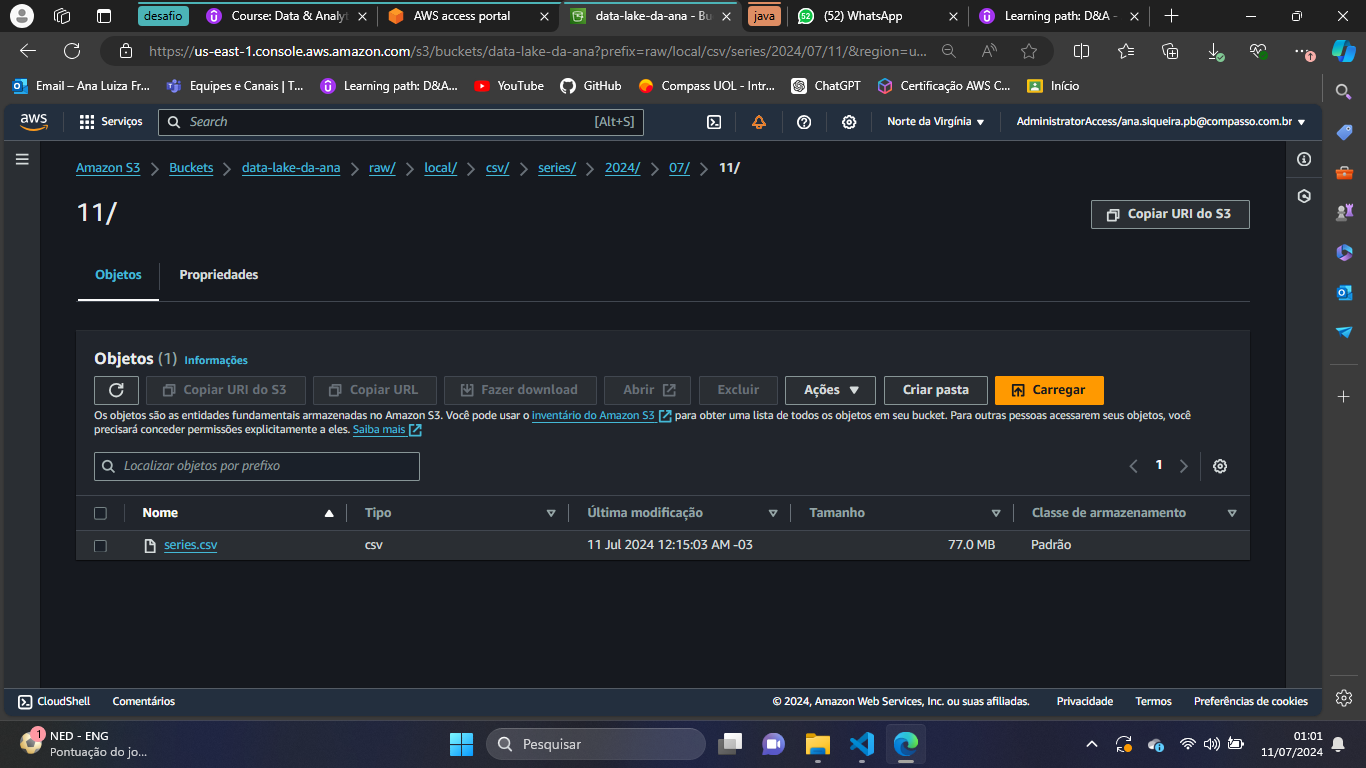 desafio
Course: Data & Analyt
AWS access portal
data-lake-da-ana - Bu
java
(52) WhatsApp
Learning path: D&A -
https://us-east-1.console.aws.amazon.com/s3/buckets/data-lake-da-ana?prefix=raw/local/csv/series/2024/07/11/&region=u...
Email – Ana Luiza Fr...
Equipes e Canais | T...
Learning path: D&A...
YouTube
GitHub
Compass UOL - Intr...
ChatGPT
Certificação AWS C...
Início
aws
Serviços
Search
[Alt+S]
Norte da Virgínia
AdministratorAccess/ana.siqueira.pb@compasso.com.br
Amazon S3
Buckets
data-lake-da-ana
raw/
local/
csv/
series/
2024/
07/
11/
11/
Copiar URI do S3
Objetos
Propriedades
Objetos (1) Informações
Copiar URI do S3
Copiar URL
Fazer download
Abrir
Excluir
Ações
Criar pasta
Carregar
Os objetos são as entidades fundamentais armazenadas no Amazon S3. Você pode usar o inventário do Amazon S3 para obter uma lista de todos os objetos em seu bucket. Para outras pessoas acessarem seus objetos, você
precisará conceder permissões explicitamente a eles. Saiba mais
Localizar objetos por prefixo
1
Nome
Tipo
Última modificação
Tamanho
Classe de armazenamento
series.csv
csv
11 Jul 2024 12:15:03 AM -03
77.0 MB
Padrão
CloudShell
Comentários
© 2024, Amazon Web Services, Inc. ou suas afiliadas.
Privacidade
Termos
Preferências de cookies
1
NED - ENG
Pontuação do jo...
Pesquisar
01:01
11/07/2024